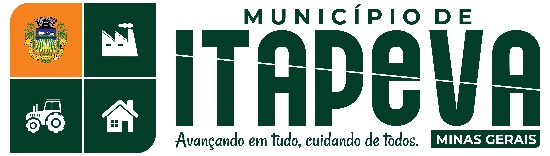 MUNICÍPIO DE
ITAPEVA
Avançando em tudo, cuidando de todos.
MINAS GERAIS